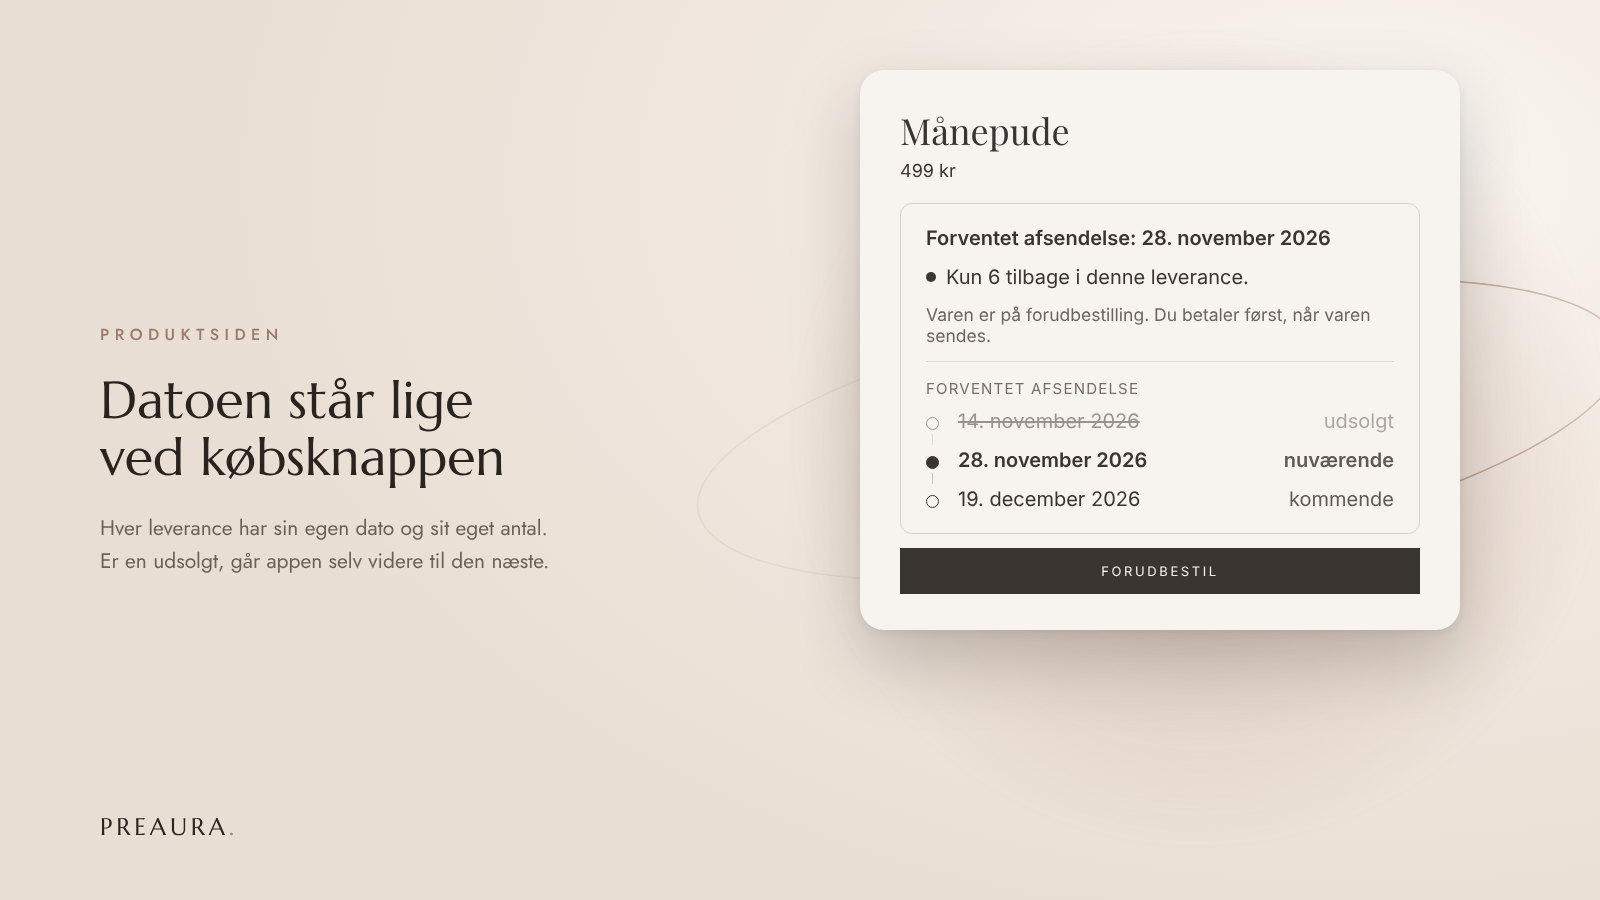 PRODUKTSIDEN
Datoen står lige
ved købsknappen
Hver leverance har sin egen dato og sit eget antal.
Er en udsolgt, går appen selv videre til den næste.
PREAURA.
Månepude
499 kr
Forventet afsendelse: 28. november 2026
Kun 6 tilbage i denne leverance.
Varen er på forudbestilling. Du betaler først, når varen
sendes.
FORVENTET AFSENDELSE
14. november 2026 udsolgt
28. november 2026 nuværende
19. december 2026 kommende
FORUDBESTIL